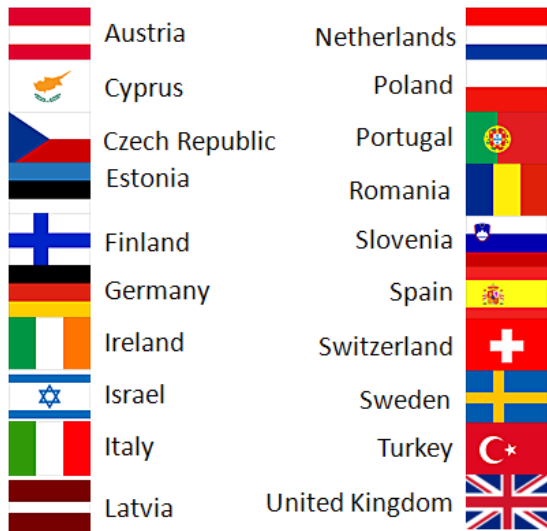 Austria
Cyprus
Czech Republic
Estonia
Finland
Germany
Ireland
Israel
Italy
Latvia
Netherlands
Poland
Portugal
Romania
Slovenia
Spain
Switzerland
Sweden
Turkey
United Kingdom